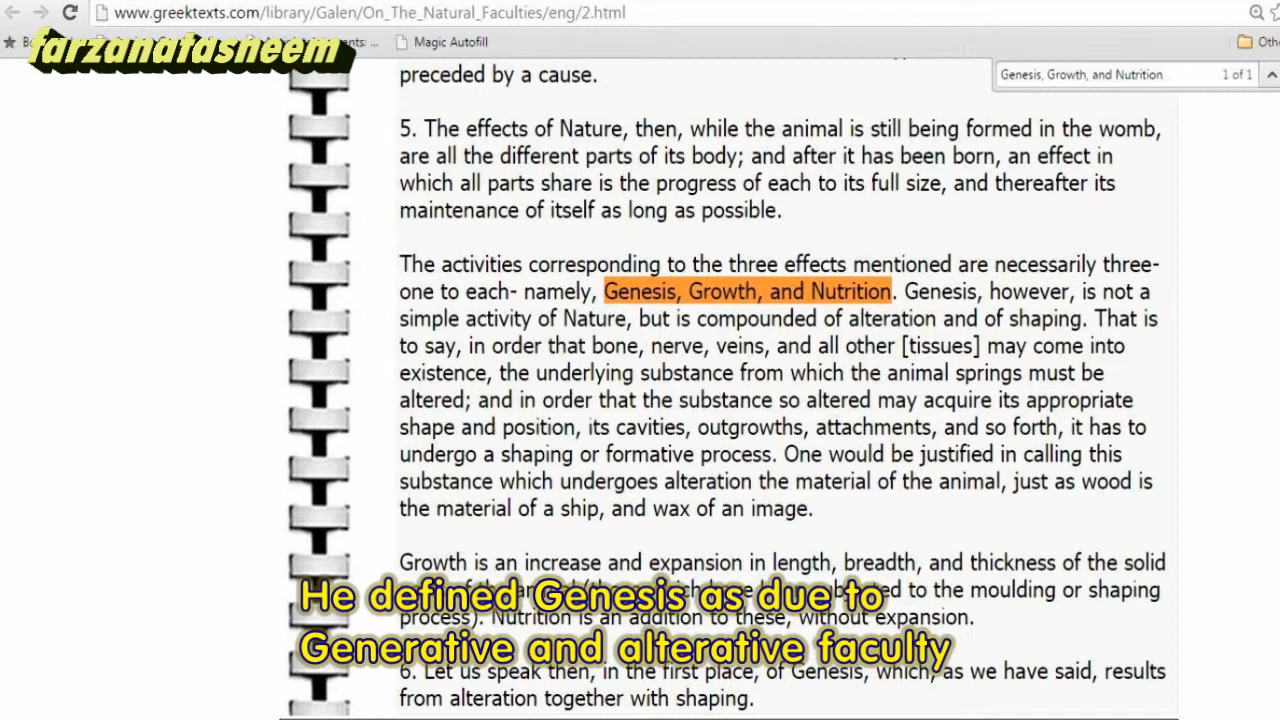 www.greektexts.com/library/Galen/On_The_Natural_Faculties/eng/2.html
farzanatasheem
Magic Autofill
Genesis, Growth, and Nutrition 1 of 1
preceded by a cause.
5. The effects of Nature, then, while the animal is still being formed in the womb,
are all the different parts of its body; and after it has been born, an effect in
which all parts share is the progress of each to its full size, and thereafter its
maintenance of itself as long as possible.
The activities corresponding to the three effects mentioned are necessarily three-
one to each- namely, Genesis, Growth, and Nutrition. Genesis, however, is not a
simple activity of Nature, but is compounded of alteration and of shaping. That is
to say, in order that bone, nerve, veins, and all other [tissues] may come into
existence, the underlying substance from which the animal springs must be
altered; and in order that the substance so altered may acquire its appropriate
shape and position, its cavities, outgrowths, attachments, and so forth, it has to
undergo a shaping or formative process. One would be justified in calling this
substance which undergoes alteration the material of the animal, just as wood is
the material of a ship, and wax of an image.
Growth is an increase and expansion in length, breadth, and thickness of the solid
to the moulding or shaping
process). Nutrition is an addition to these, without expansion.
He defined Genesis as due to
Generative and alterative faculty
6. Let us speak then, in the first place, of Genesis, which, as we have said, results
from alteration together with shaping.